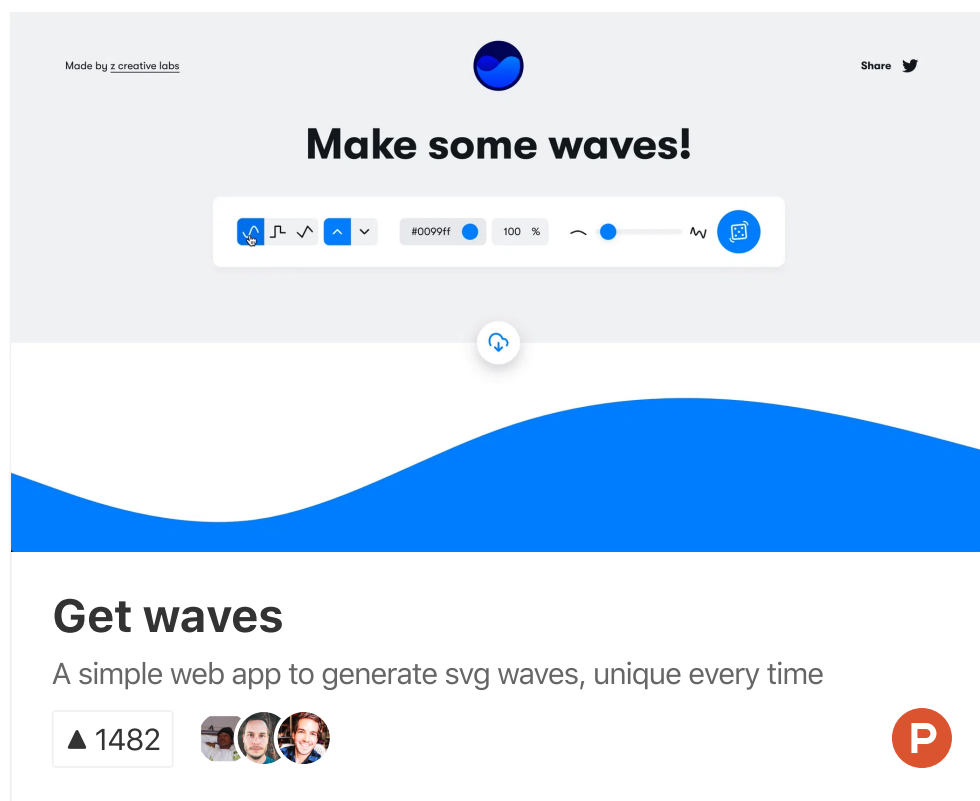 Made by z creative labs
Share
Make some waves!
#0099ff
100 %
Get waves
A simple web app to generate svg waves, unique every time
1482
P